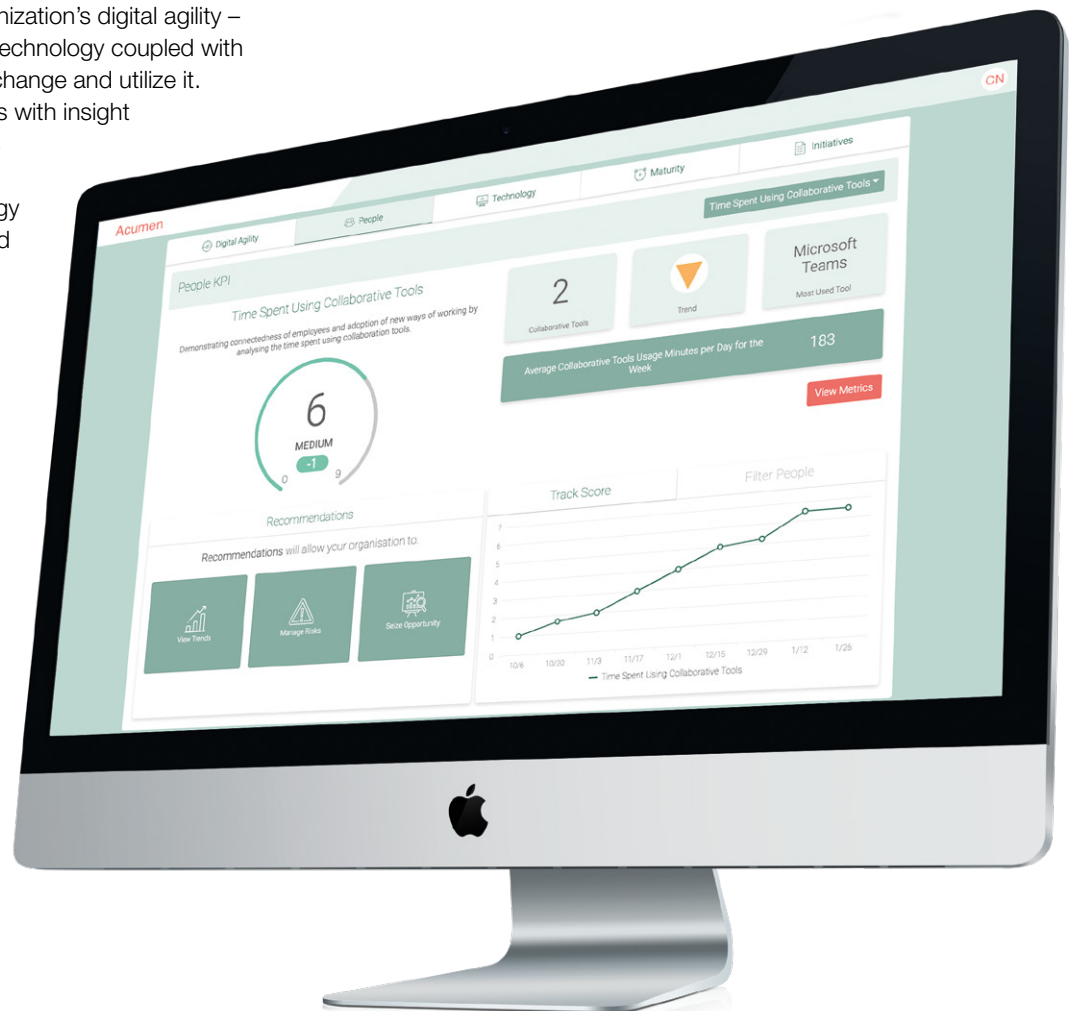 nization’s digital agility –
technology coupled with
change and utilize it.
s with insight
gy
d
CN
Acumen
Digital Agility
People
Technology
Maturity
Initiatives
People KPI
Time Spent Using Collaborative Tools
Time Spent Using Collaborative Tools
Demonstrating connectedness of employees and adoption of new ways of working by
analysing the time spent using collaboration tools.
6
MEDIUM
-1
0
9
2
Collaborative Tools
Trend
Microsoft
Teams
Most Used Tool
Average Collaborative Tools Usage Minutes per Day for the
Week
183
View Metrics
Recommendations
Recommendations will allow your organisation to:
View Trends
Manage Risks
Seize Opportunity
Track Score
Filter People
7
6
5
4
3
2
1
0
10/6
10/20
11/3
11/17
12/1
12/15
12/29
1/12
1/26
Time Spent Using Collaborative Tools